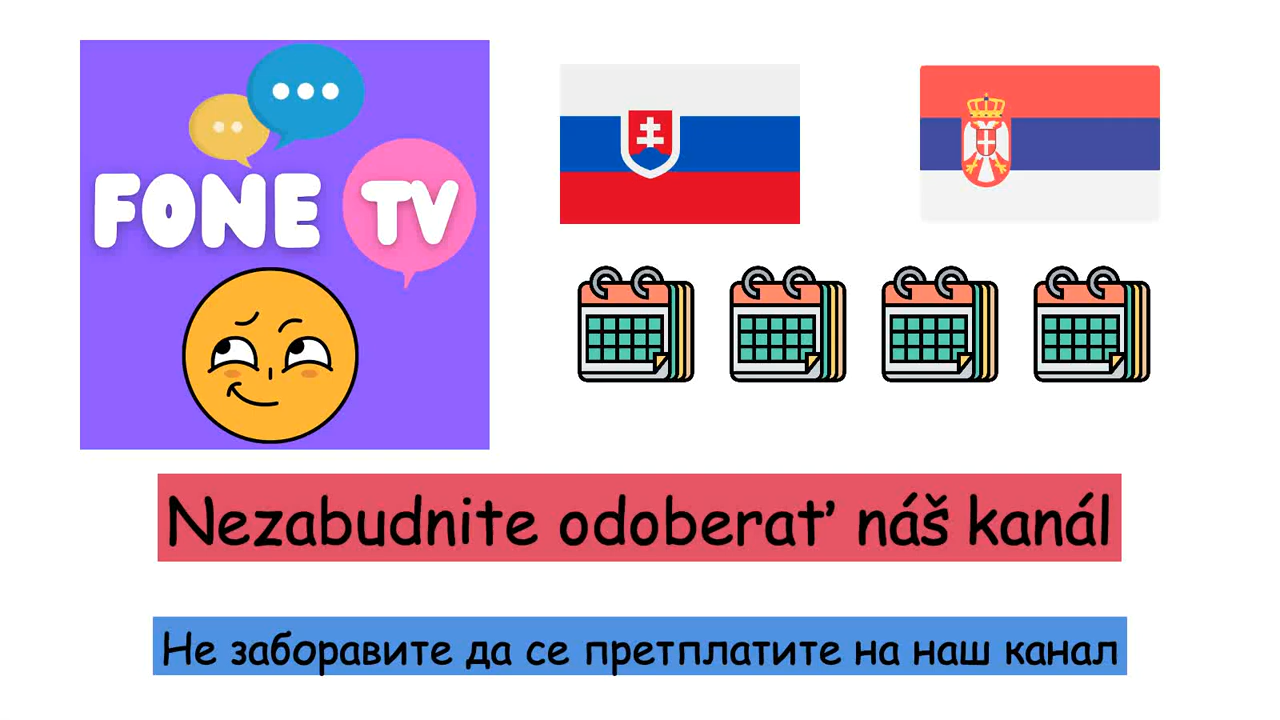 FONE TV
Nezabudnite odoberať náš kanál
Не заборавите да се претплатите на наш канал